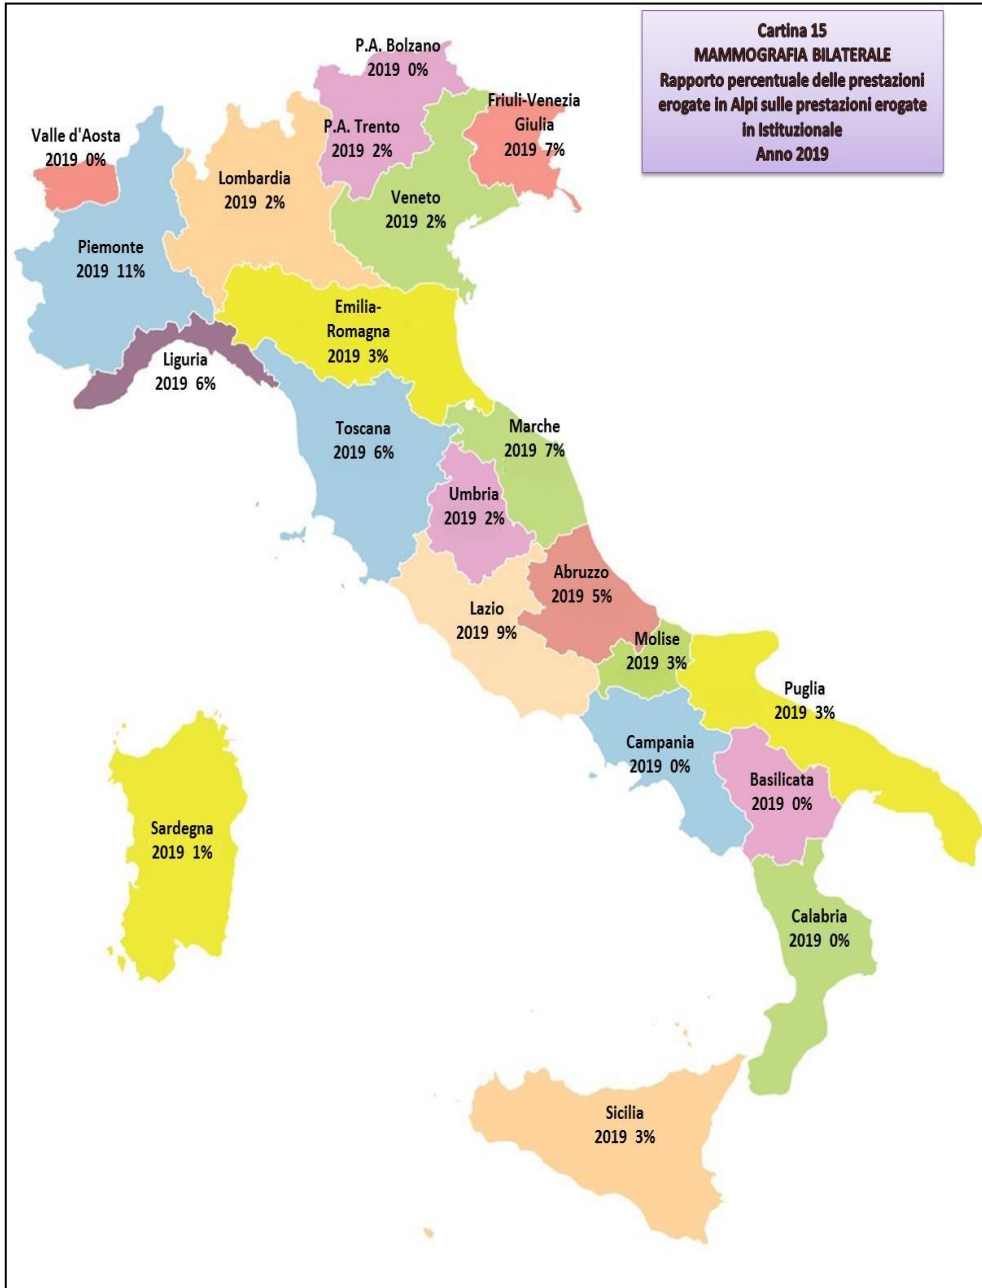 Cartina 15
MAMMOGRAFIA BILATERALE
Rapporto percentuale delle prestazioni
erogate in Alpi sulle prestazioni erogate
in Istituzionale
Anno 2019
P.A. Bolzano
2019 0%
Friuli-Venezia
Giulia
2019 7%
Valle d'Aosta
2019 0%
P.A. Trento
2019 2%
Lombardia
2019 2%
Veneto
2019 2%
Piemonte
2019 11%
Emilia-
Romagna
2019 3%
Liguria
2019 6%
Toscana
2019 6%
Marche
2019 7%
Umbria
2019 2%
Abruzzo
2019 5%
Lazio
2019 9%
Molise
2019 3%
Puglia
2019 3%
Campania
2019 0%
Basilicata
2019 0%
Sardegna
2019 1%
Calabria
2019 0%
Sicilia
2019 3%